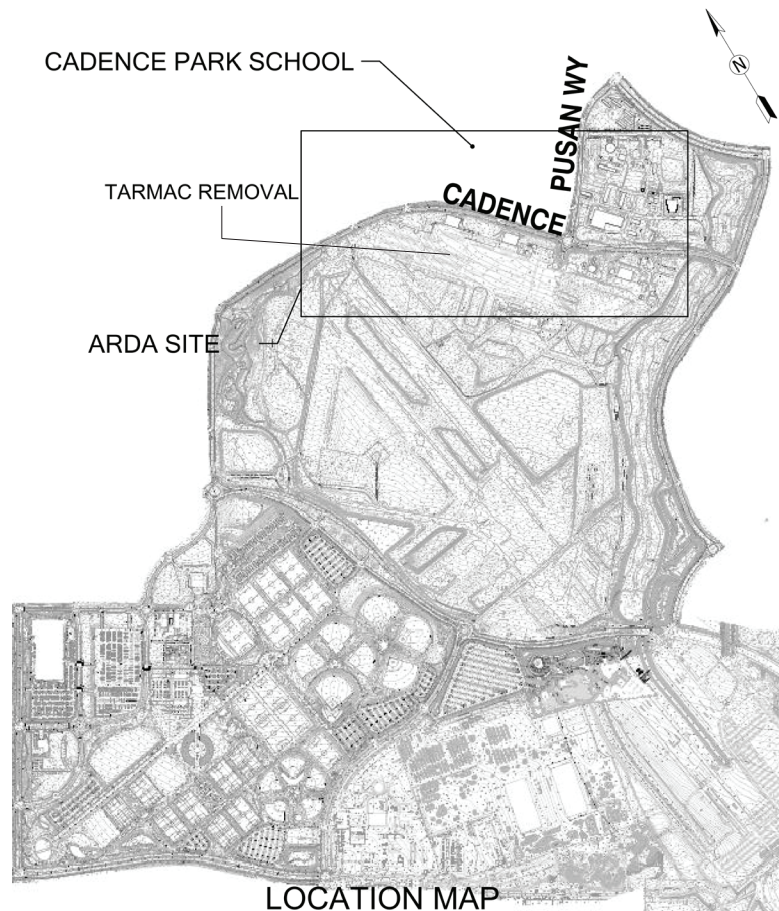 CADENCE PARK SCHOOL
PUSAN WY
N
TARMAC REMOVAL
CADENCE
ARDA SITE
LOCATION MAP